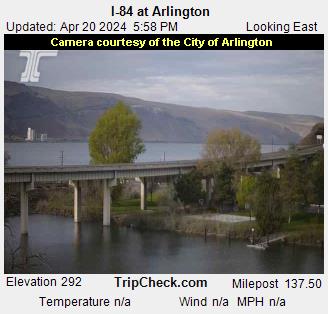 I-84 at Arlington
Updated: Apr 20 2024 5:58 PM Looking East
Camera courtesy of the City of Arlington
Elevation 292 TripCheck.com Milepost 137.50
Temperature n/a Wind n/a MPH n/a